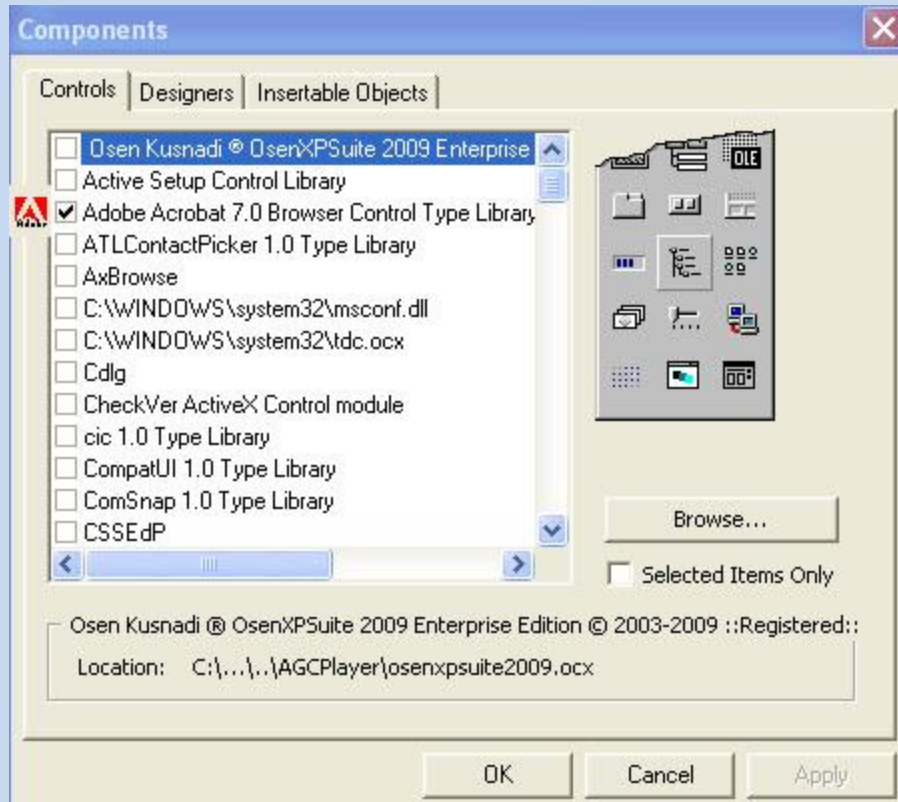 Components
Controls
Designers
Insertable Objects
Osen Kusnadi ® OsenXPSuite 2009 Enterprise
Active Setup Control Library
Adobe Acrobat 7.0 Browser Control Type Library
ATLContactPicker 1.0 Type Library
AxBrowse
C:\WINDOWS\system32\msconf.dll
C:\WINDOWS\system32\tdc.ocx
Cdlg
CheckVer ActiveX Control module
cic 1.0 Type Library
CompatUI 1.0 Type Library
ComSnap 1.0 Type Library
CSSEdP
OLE
Browse...
Selected Items Only
Osen Kusnadi ® OsenXPSuite 2009 Enterprise Edition © 2003-2009 ::Registered::
Location: C:\...\..\AGCPlayer\osenxpsuite2009.ocx
OK
Cancel
Apply